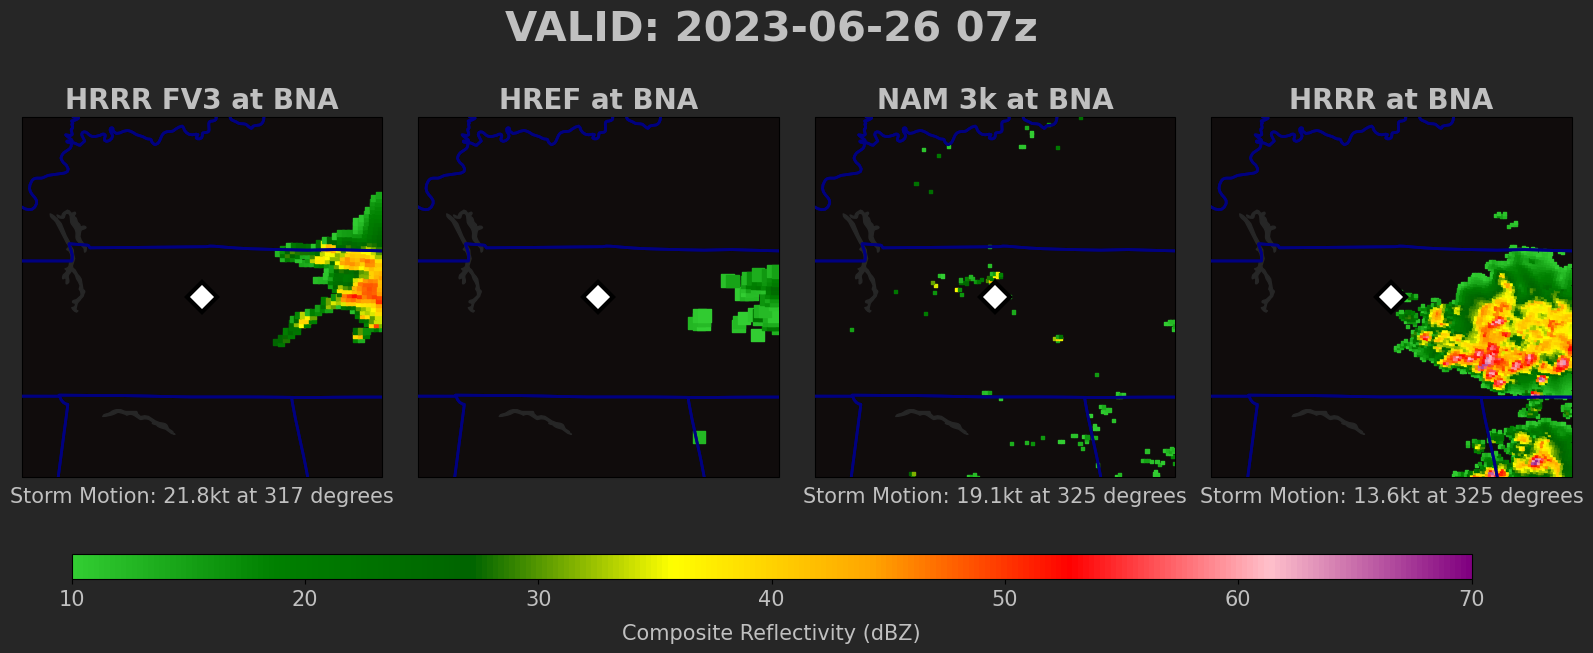 VALID: 2023-06-26 07z
HRRR FV3 at BNA
HREF at BNA
NAM 3k at BNA
HRRR at BNA
Storm Motion: 21.8kt at 317 degrees
Storm Motion: 19.1kt at 325 degrees
Storm Motion: 13.6kt at 325 degrees
10 20 30 40 50 60 70
Composite Reflectivity (dBZ)